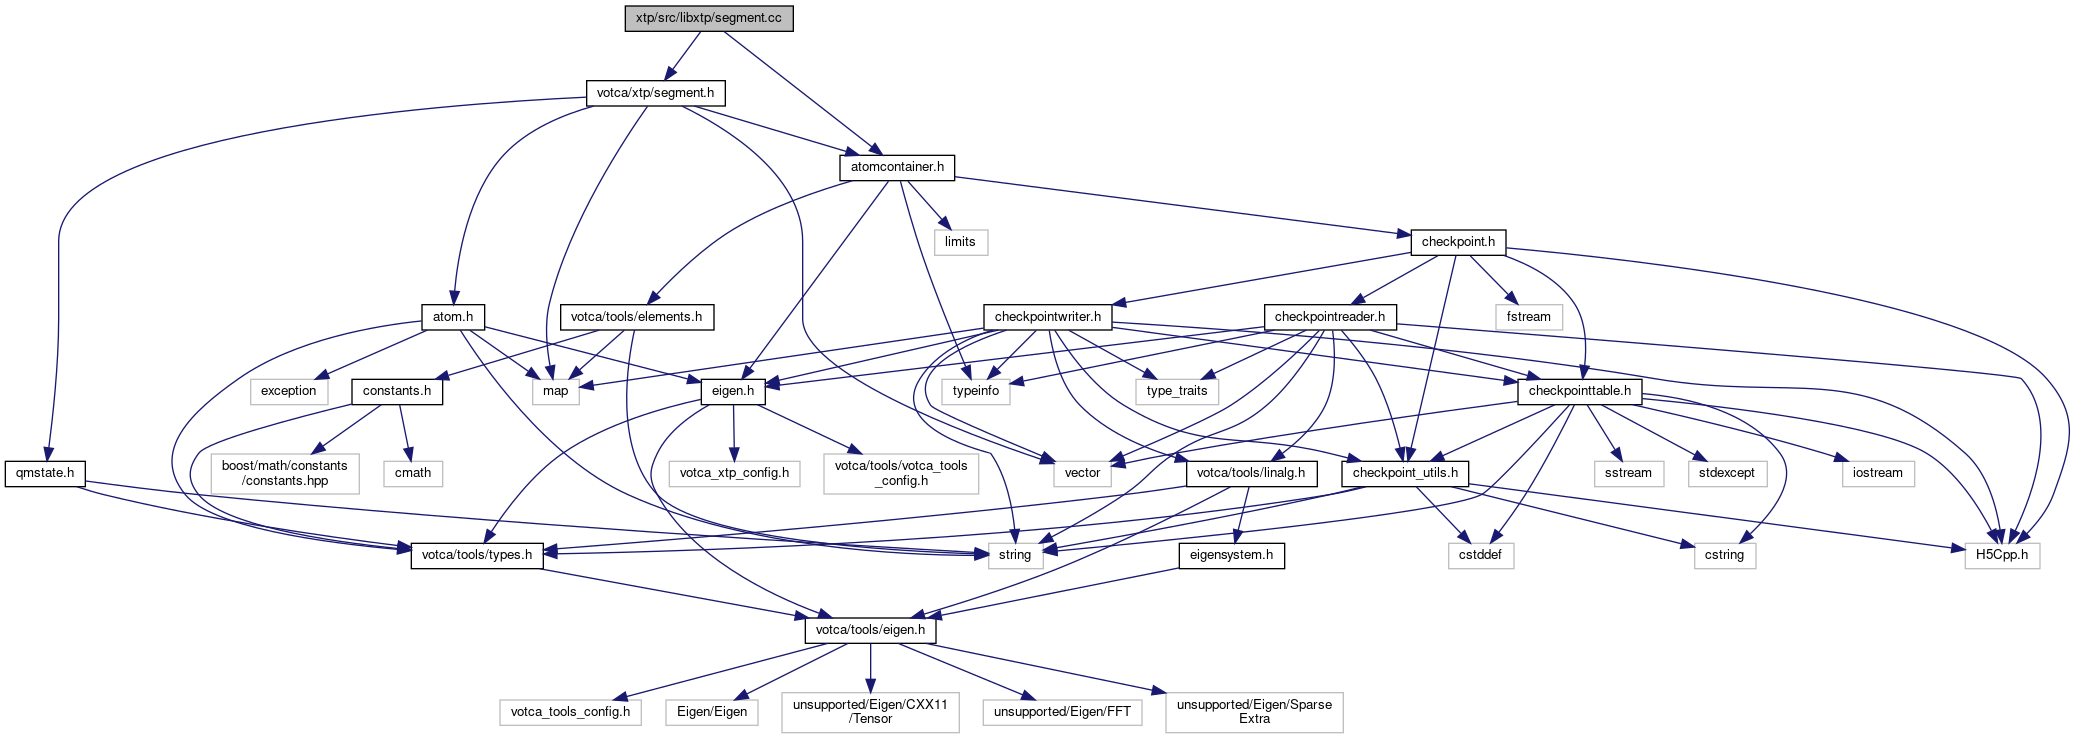 xtp/src/libxtp/segment.cc
votca/xtp/segment.h
atomcontainer.h
limits
checkpoint.h
atom.h
votca/tools/elements.h
checkpointwriter.h
checkpointreader.h
fstream
exception
constants.h
map
eigen.h
typeinfo
type_traits
checkpointtable.h
qmstate.h
boost/math/constants
/constants.hpp
cmath
votca_xtp_config.h
votca/tools/votca_tools
_config.h
vector
votca/tools/linalg.h
checkpoint_utils.h
sstream
stdexcept
iostream
votca/tools/types.h
string
eigensystem.h
cstddef
cstring
H5Cpp.h
votca/tools/eigen.h
votca_tools_config.h
Eigen/Eigen
unsupported/Eigen/CXX11
/Tensor
unsupported/Eigen/FFT
unsupported/Eigen/Sparse
Extra